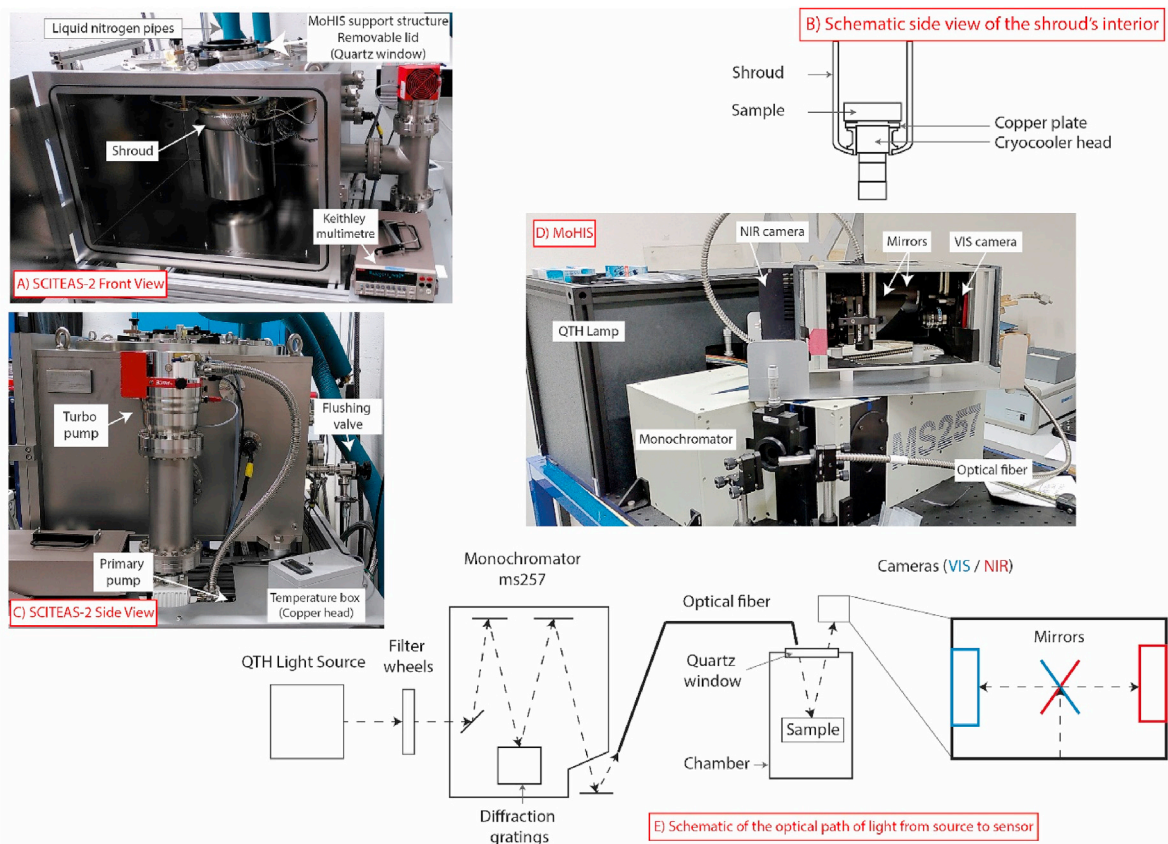 Liquid nitrogen pipes
MoHIS support structure
Removable lid
(Quartz window)
Shroud
Keithley
multimetre
A) SCITEAS-2 Front View
B) Schematic side view of the shroud's interior
Shroud
Sample
Copper plate
Cryocooler head
D) MoHIS
NIR camera
Mirrors
VIS camera
QTH Lamp
Monochromator
MS257
Optical fiber
Turbo
pump
Flushing
valve
Primary
pump
Temperature box
(Copper head)
C) SCITEAS-2 Side View
Monochromator
ms257
Cameras (VIS / NIR)
Optical fiber
QTH Light Source
Filter
wheels
Quartz
window
Mirrors
Sample
Chamber
Diffraction
gratings
E) Schematic of the optical path of light from source to sensor